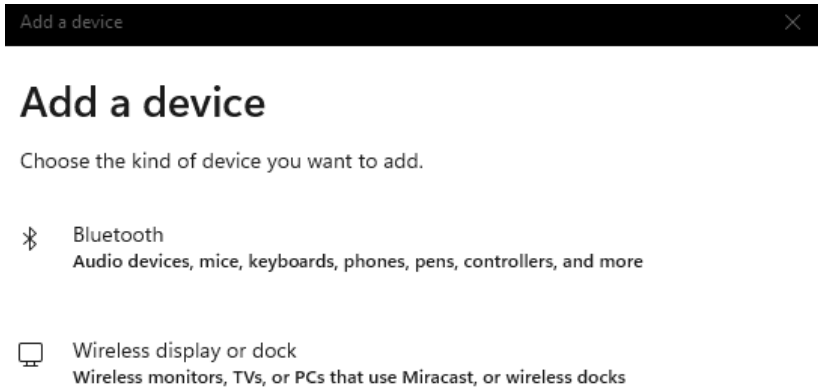 Add a device
Add a device
Choose the kind of device you want to add.
Bluetooth
Audio devices, mice, keyboards, phones, pens, controllers, and more
Wireless display or dock
Wireless monitors, TVs, or PCs that use Miracast, or wireless docks